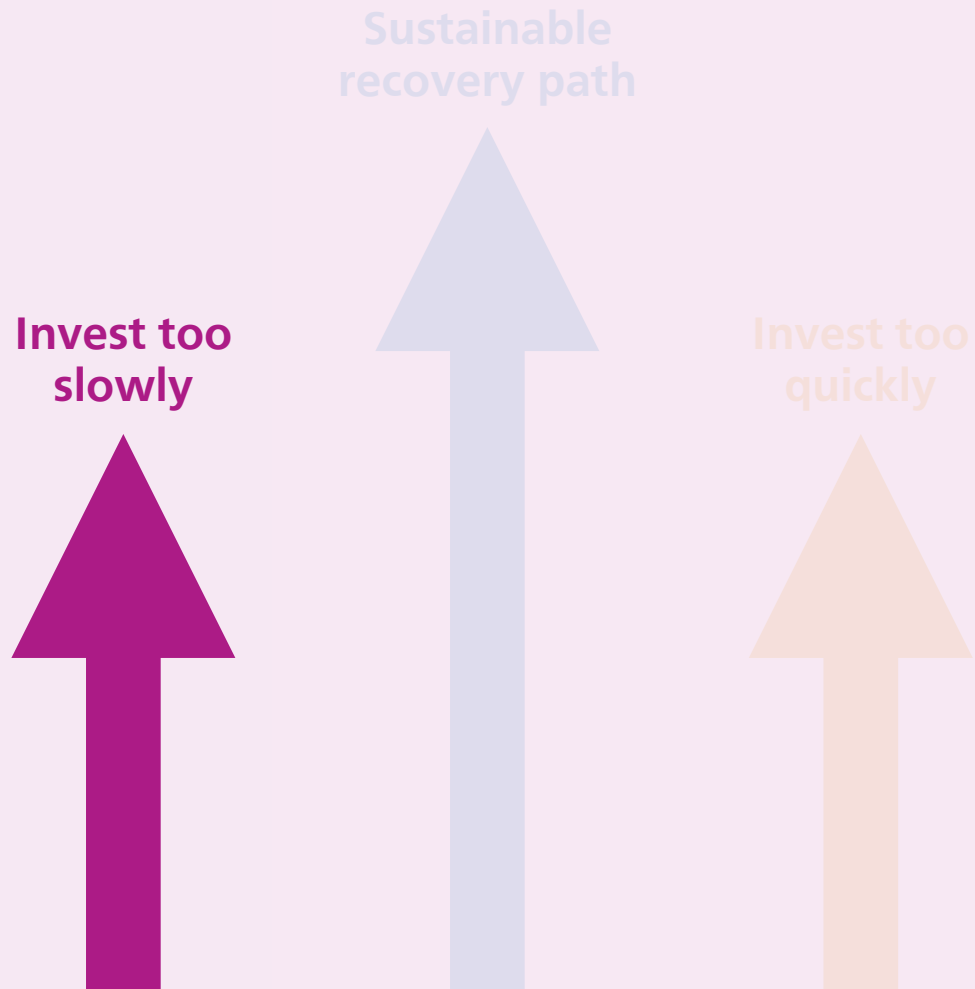 Sustainable
recovery path
Invest too
slowly
Invest too
quickly